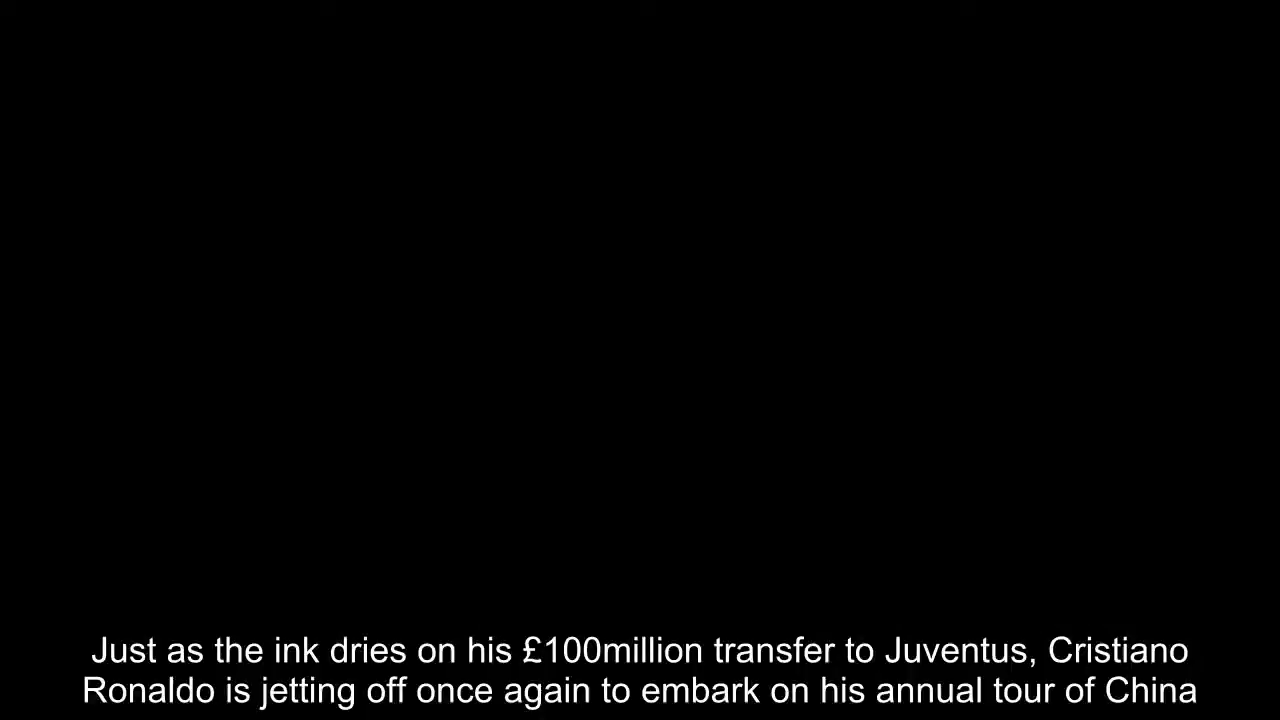 Just as the ink dries on his £100million transfer to Juventus, Cristiano
Ronaldo is jetting off once again to embark on his annual tour of China